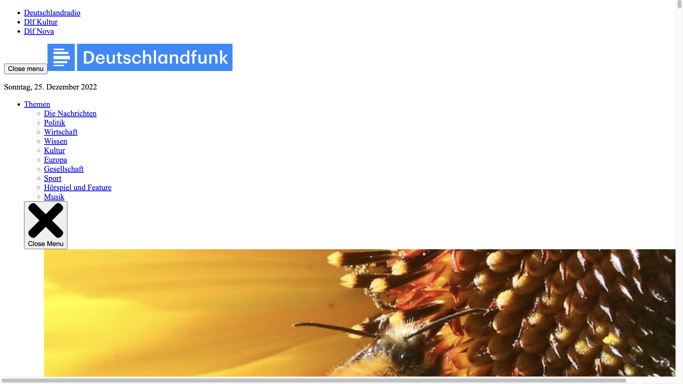 Deutschlandradio
Dlf Kultur
Dlf Nova
Close menu
Deutschlandfunk
Sonntag, 25. Dezember 2022
Themen
Die Nachrichten
Politik
Wirtschaft
Wissen
Kultur
Europa
Gesellschaft
Sport
Hörspiel und Feature
Musik
Close Menu